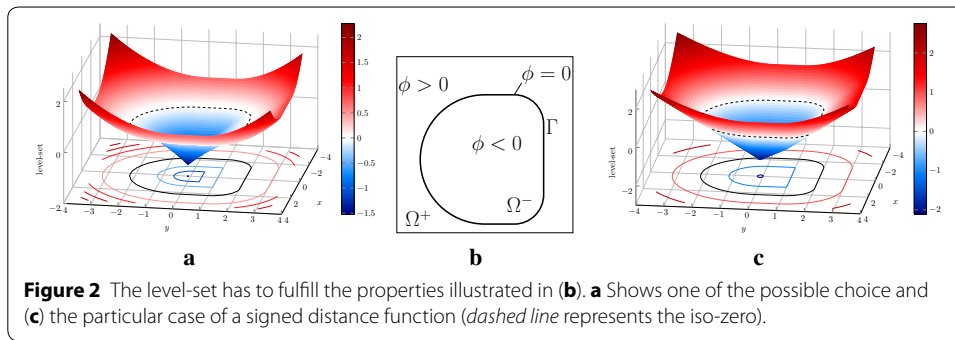 2
1.5
1
0.5
0
−0.5
−1
−1.5
level-set
2
0
−2
4
3
2
1
0
−1
−2
−3
4
y
−4
−2
0
2
4
x
a
ϕ > 0
ϕ = 0
Γ
ϕ < 0
Ω⁺
Ω⁻
b
2
1
0
−1
−2
level-set
2
0
−2
−4
−3
−2
−1
0
1
2
3
4
y
−4
−2
0
2
4
x
c
Figure 2 The level-set has to fulfill the properties illustrated in (b). a Shows one of the possible choice and
(c) the particular case of a signed distance function (dashed line represents the iso-zero).